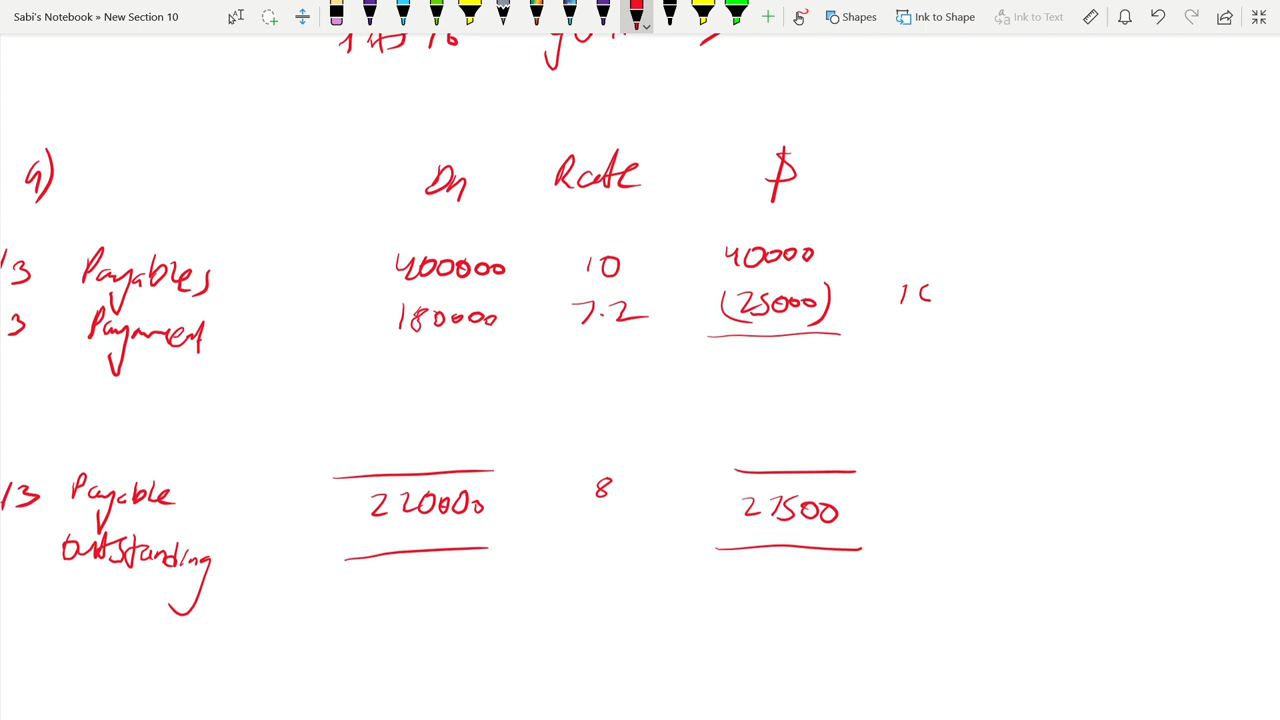 Sabi's Notebook » New Section 10
Shapes Ink to Shape Ink to Text
a)
Dn Rate $
/3 Payables 400000 10 40000
3 Payment 180000 7.2 (25000)
/3 Payable 220000 8 27500
outstanding